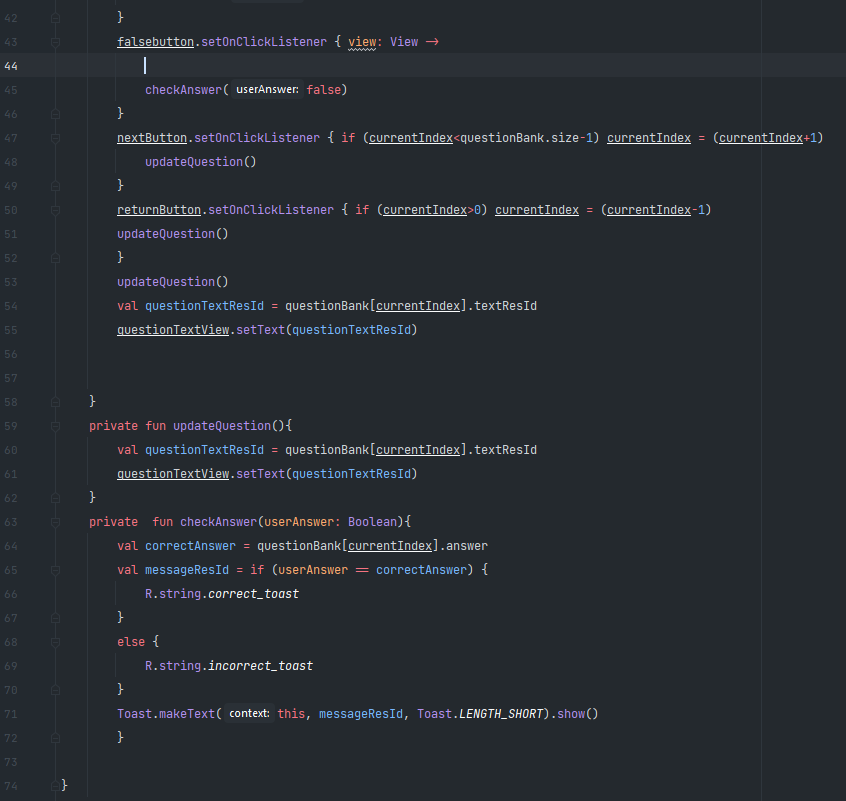 42 }
43 falsebutton.setOnClickListener { view: View ->
44
45 checkAnswer( userAnswer: false)
46 }
47 nextButton.setOnClickListener { if (currentIndex<questionBank.size-1) currentIndex = (currentIndex+1)
48 updateQuestion()
49 }
50 returnButton.setOnClickListener { if (currentIndex>0) currentIndex = (currentIndex-1)
51 updateQuestion()
52 }
53 updateQuestion()
54 val questionTextResId = questionBank[currentIndex].textResId
55 questionTextView.setText(questionTextResId)
56
57
58 }
59 private fun updateQuestion(){
60 val questionTextResId = questionBank[currentIndex].textResId
61 questionTextView.setText(questionTextResId)
62 }
63 private  fun checkAnswer(userAnswer: Boolean){
64 val correctAnswer = questionBank[currentIndex].answer
65 val messageResId = if (userAnswer == correctAnswer) {
66 R.string.correct_toast
67 }
68 else {
69 R.string.incorrect_toast
70 }
71 Toast.makeText( context: this, messageResId, Toast.LENGTH_SHORT).show()
72 }
73
74 }